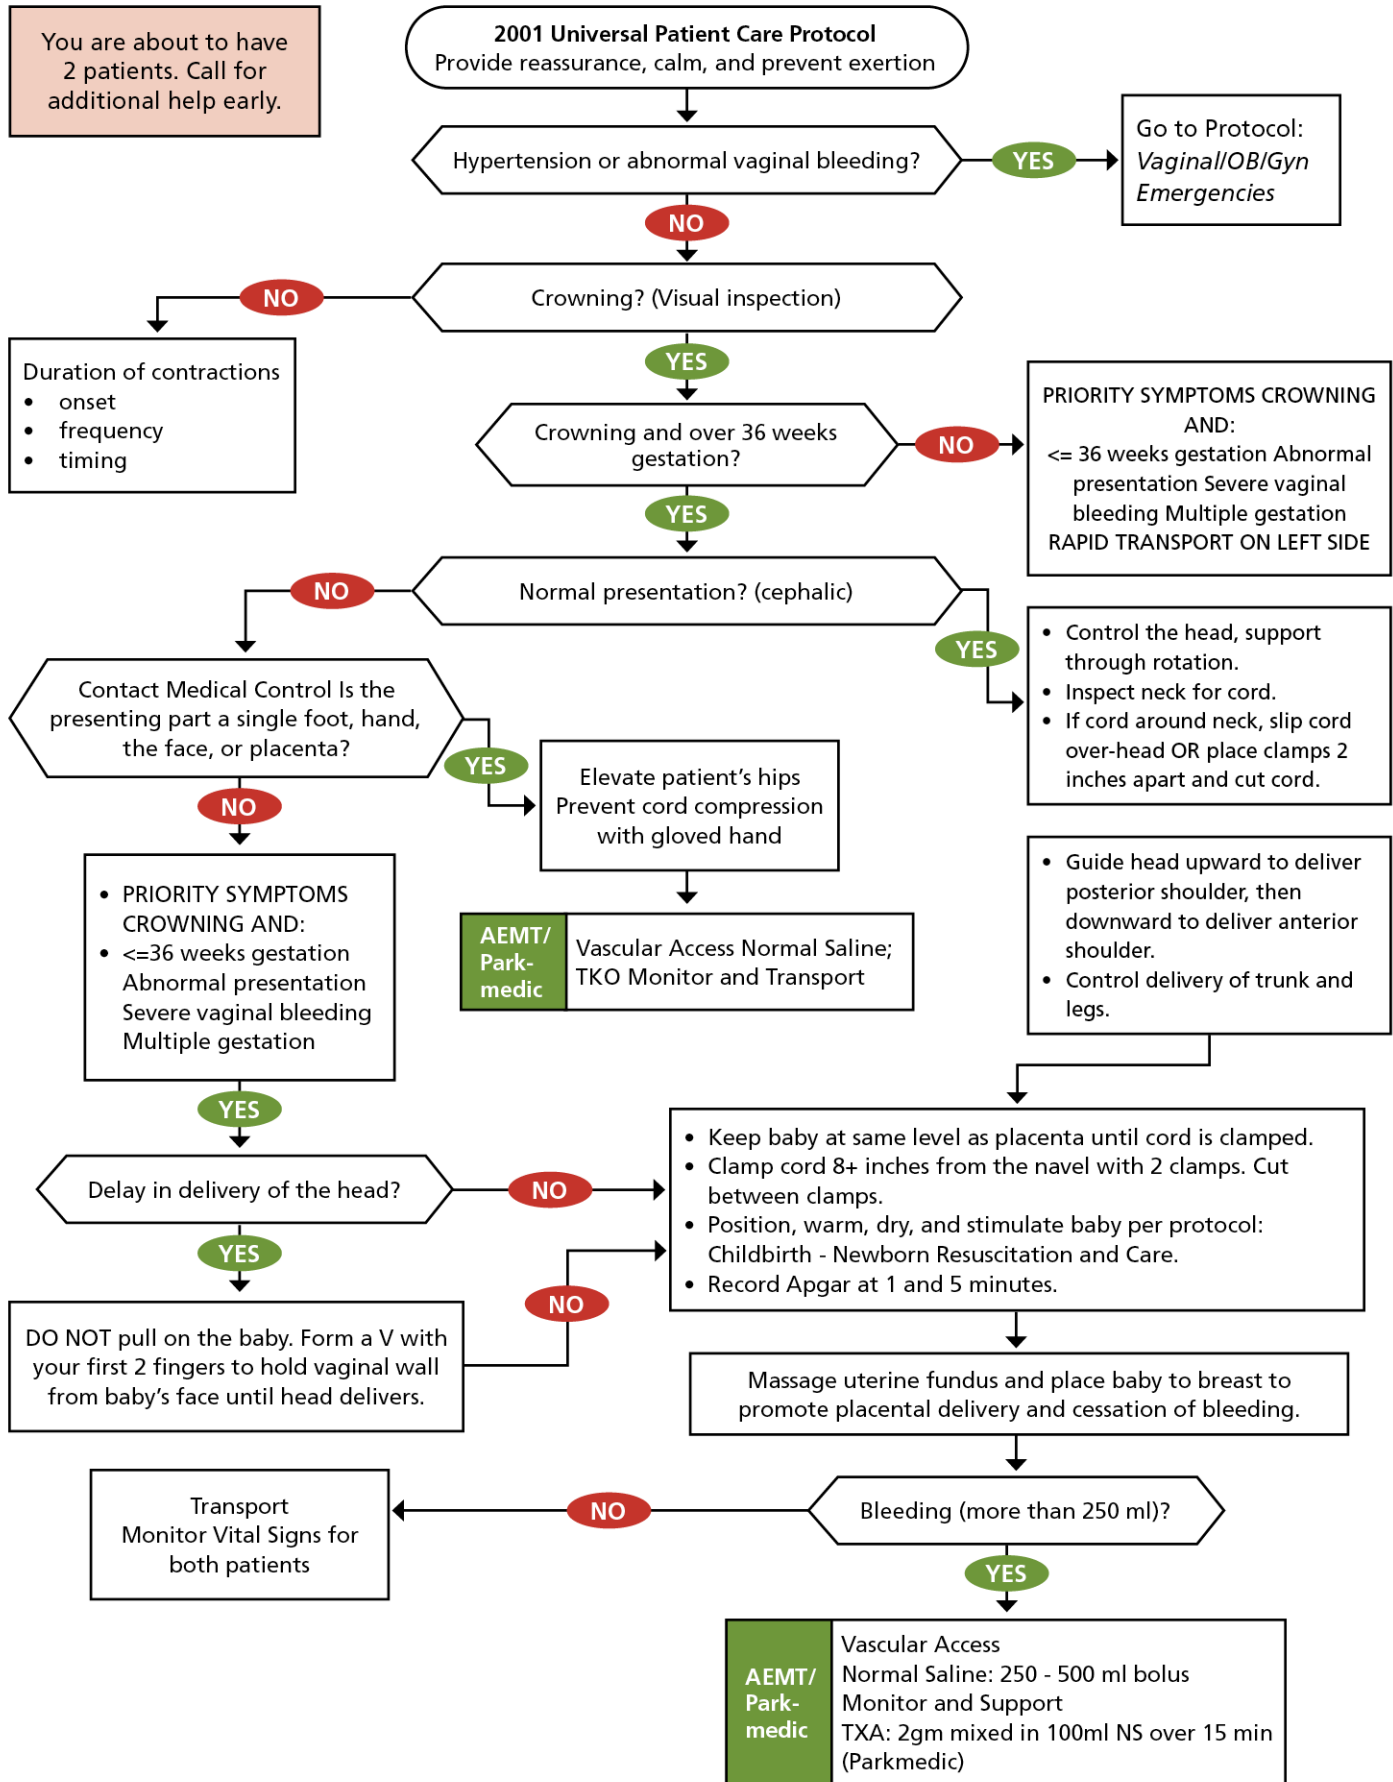 You are about to have
2 patients. Call for
additional help early.
2001 Universal Patient Care Protocol
Provide reassurance, calm, and prevent exertion
Hypertension or abnormal vaginal bleeding?
YES
Go to Protocol:
Vaginal/OB/Gyn
Emergencies
NO
Crowning? (Visual inspection)
NO
Duration of contractions
• onset
• frequency
• timing
YES
Crowning and over 36 weeks
gestation?
NO
PRIORITY SYMPTOMS CROWNING
AND:
<= 36 weeks gestation Abnormal
presentation Severe vaginal
bleeding Multiple gestation
RAPID TRANSPORT ON LEFT SIDE
YES
Normal presentation? (cephalic)
NO
YES
• Control the head, support
through rotation.
• Inspect neck for cord.
• If cord around neck, slip cord
over-head OR place clamps 2
inches apart and cut cord.
Contact Medical Control Is the
presenting part a single foot, hand,
the face, or placenta?
YES
Elevate patient's hips
Prevent cord compression
with gloved hand
AEMT/
Park-
medic
Vascular Access Normal Saline;
TKO Monitor and Transport
NO
• PRIORITY SYMPTOMS
CROWNING AND:
• <=36 weeks gestation
Abnormal presentation
Severe vaginal bleeding
Multiple gestation
• Guide head upward to deliver
posterior shoulder, then
downward to deliver anterior
shoulder.
• Control delivery of trunk and
legs.
YES
Delay in delivery of the head?
NO
• Keep baby at same level as placenta until cord is clamped.
• Clamp cord 8+ inches from the navel with 2 clamps. Cut
between clamps.
• Position, warm, dry, and stimulate baby per protocol:
Childbirth - Newborn Resuscitation and Care.
• Record Apgar at 1 and 5 minutes.
YES
DO NOT pull on the baby. Form a V with
your first 2 fingers to hold vaginal wall
from baby's face until head delivers.
NO
Massage uterine fundus and place baby to breast to
promote placental delivery and cessation of bleeding.
Bleeding (more than 250 ml)?
NO
Transport
Monitor Vital Signs for
both patients
YES
AEMT/
Park-
medic
Vascular Access
Normal Saline: 250 - 500 ml bolus
Monitor and Support
TXA: 2gm mixed in 100ml NS over 15 min
(Parkmedic)